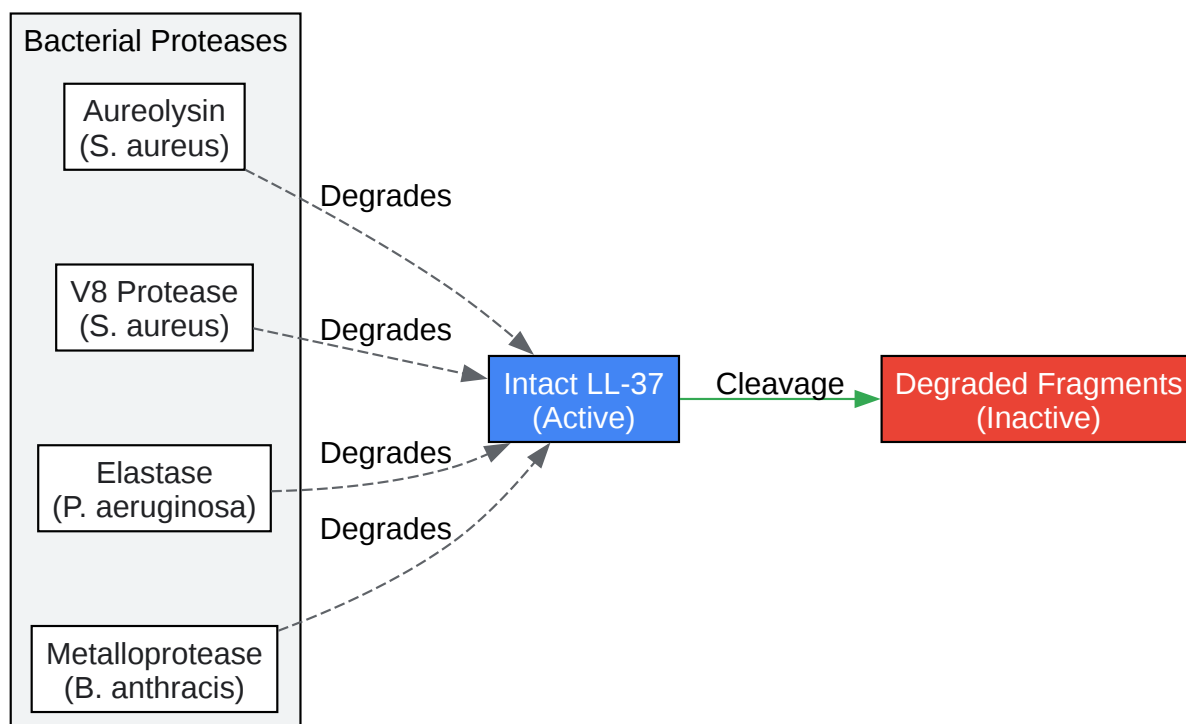 Bacterial Proteases
Aureolysin
(S. aureus)
Degrades
V8 Protease
(S. aureus)
Degrades
Intact LL-37
(Active)
Cleavage
Degraded Fragments
(Inactive)
Elastase
(P. aeruginosa)
Degrades
Degrades
Metalloprotease
(B. anthracis)